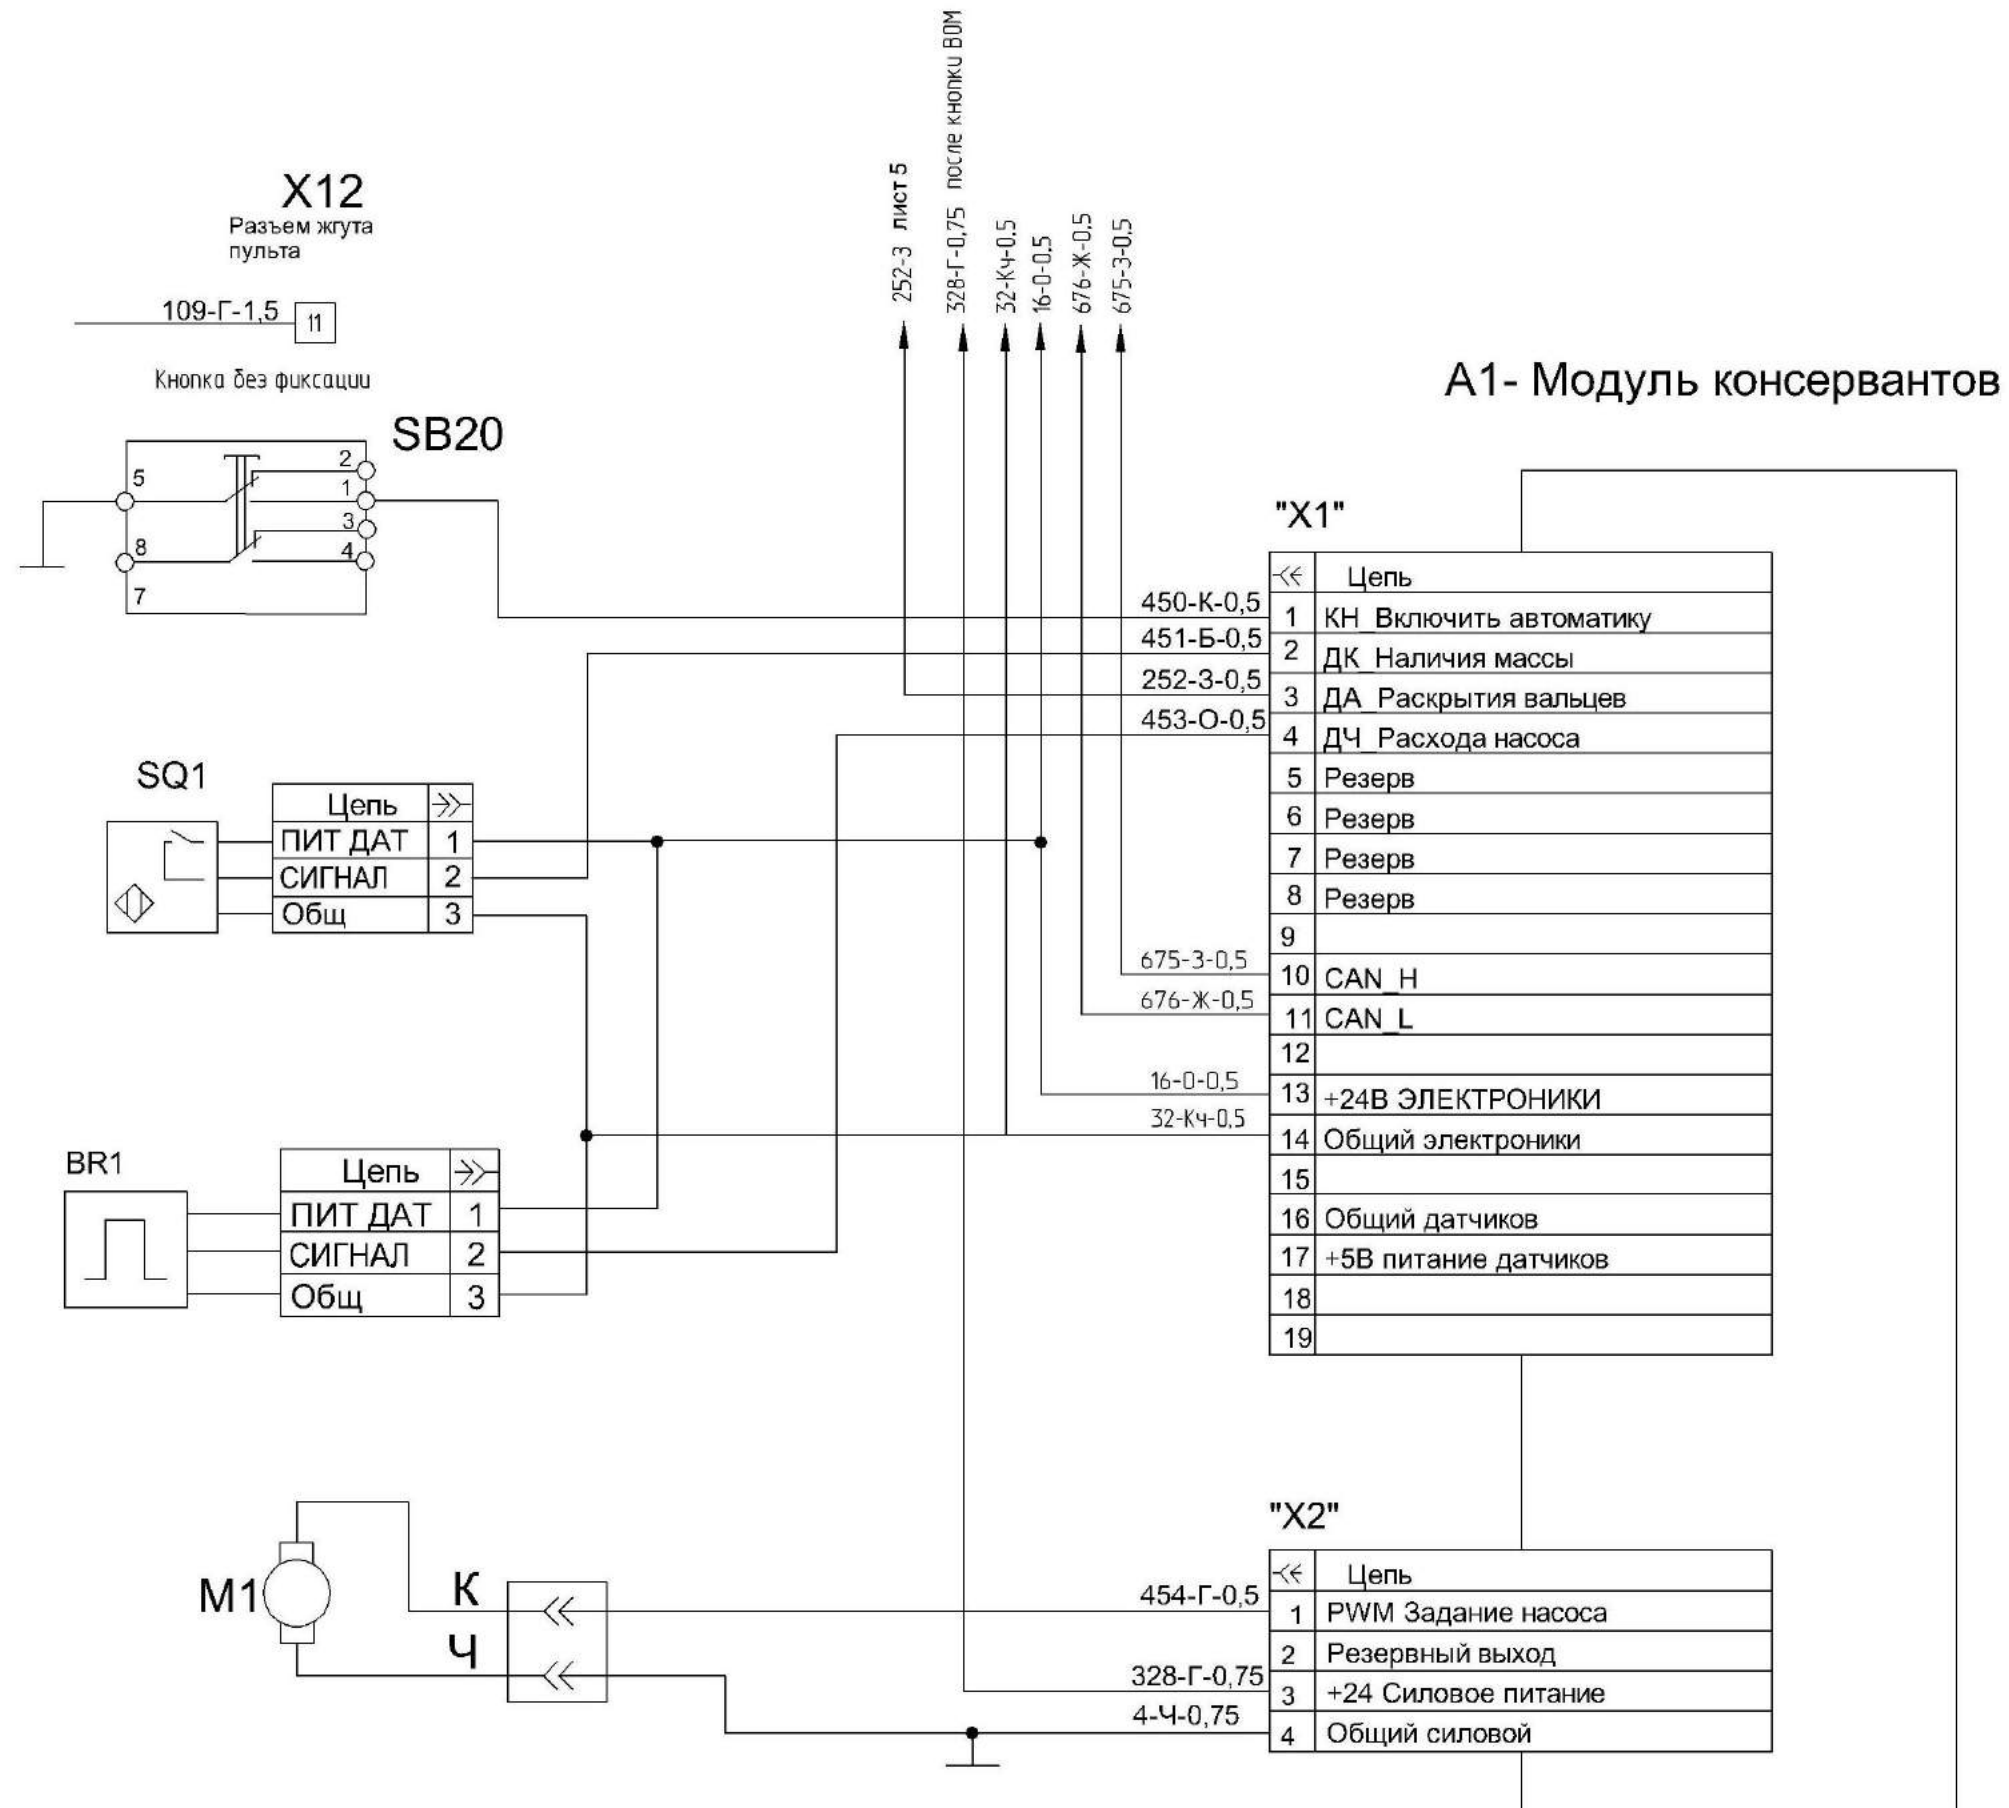 252-З лист 5
328-Г-0,75 после кнопки ВОМ
32-Кч-0.5
16-0-0.5
676-Ж-0.5
675-З-0.5
X12
Разъем жгута
пульта
109-Г-1,5
11
Кнопка без фиксации
SB20
5
8
7
2
1
3
4
А1- Модуль консервантов
"X1"
Цепь
450-К-0,5
1 КН_Включить автоматику
451-Б-0,5
2 ДК_Наличия массы
252-З-0,5
3 ДА_Раскрытия вальцев
453-О-0,5
4 ДЧ_Расхода насоса
5 Резерв
6 Резерв
7 Резерв
8 Резерв
9
675-З-0,5
10 CAN_H
676-Ж-0,5
11 CAN_L
12
16-0-0,5
13 +24В ЭЛЕКТРОНИКИ
32-Кч-0,5
14 Общий электроники
15
16 Общий датчиков
17 +5В питание датчиков
18
19
SQ1
Цепь
ПИТ ДАТ 1
СИГНАЛ 2
Общ 3
BR1
Цепь
ПИТ ДАТ 1
СИГНАЛ 2
Общ 3
M1
К
Ч
"X2"
Цепь
454-Г-0,5
1 PWM Задание насоса
2 Резервный выход
328-Г-0,75
3 +24 Силовое питание
4-Ч-0,75
4 Общий силовой